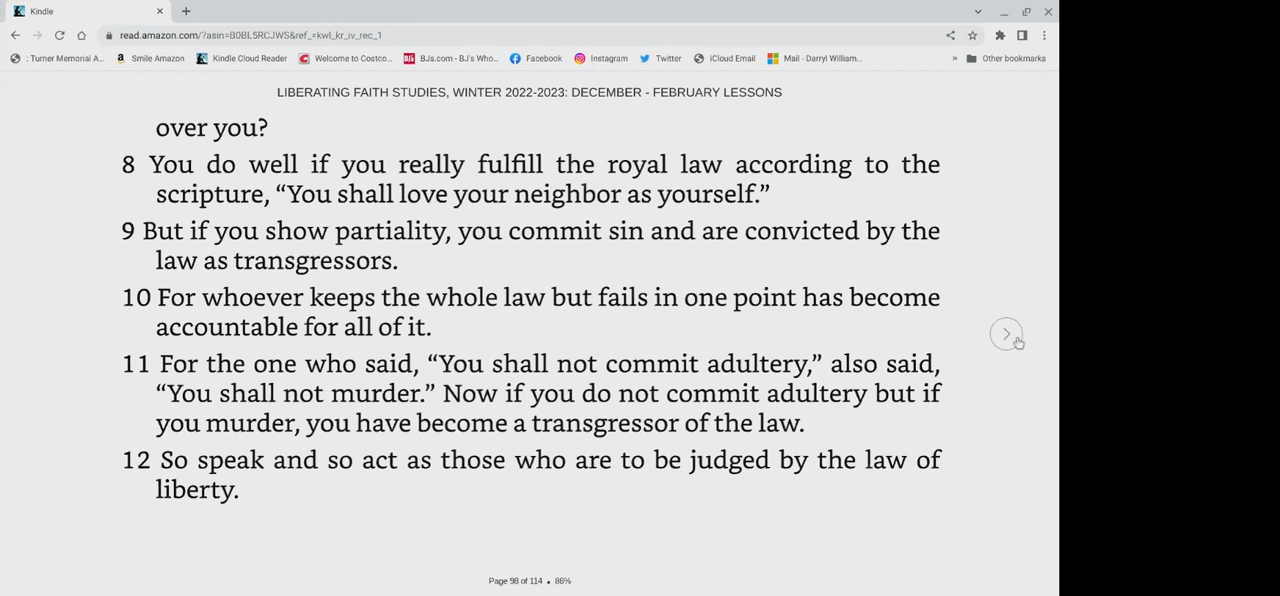 Kindle
read.amazon.com/?asin=B0BL5RCJWS&ref_=kwl_kr_iv_rec_1
: Turner Memorial A... Smile Amazon Kindle Cloud Reader Welcome to Costco... BJ's BJs.com - BJ's Who... Facebook Instagram Twitter iCloud Email Mail - Darryl William... » Other bookmarks
LIBERATING FAITH STUDIES, WINTER 2022-2023: DECEMBER - FEBRUARY LESSONS
over you?
8 You do well if you really fulfill the royal law according to the
scripture, “You shall love your neighbor as yourself.”
9 But if you show partiality, you commit sin and are convicted by the
law as transgressors.
10 For whoever keeps the whole law but fails in one point has become
accountable for all of it.
11 For the one who said, “You shall not commit adultery,” also said,
“You shall not murder.” Now if you do not commit adultery but if
you murder, you have become a transgressor of the law.
12 So speak and so act as those who are to be judged by the law of
liberty.
Page 98 of 114 • 86%